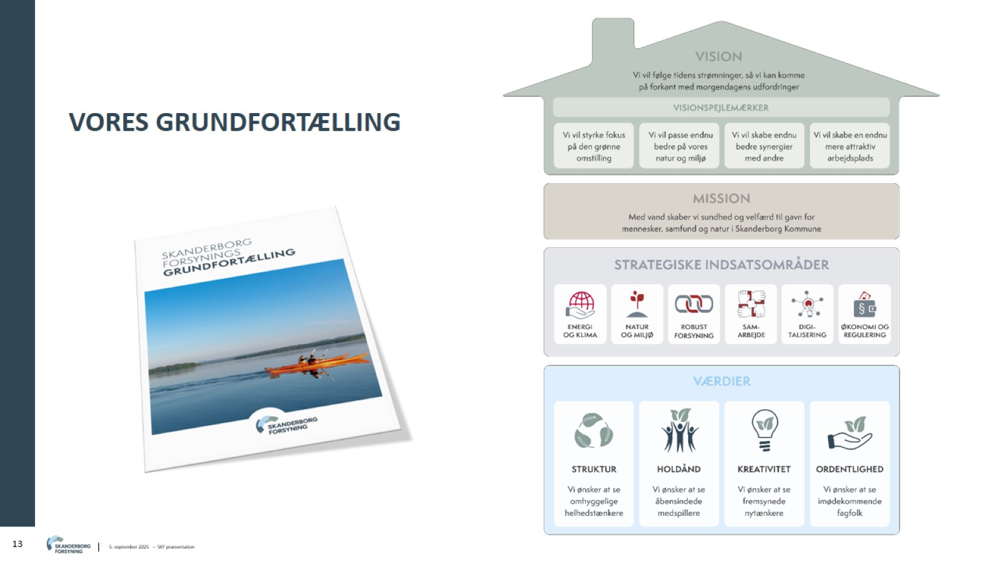 VORES GRUNDFORTÆLLING
SKANDERBORG
FORSYNINGS
GRUNDFORTÆLLING
SKANDERBORG
FORSYNING
VISION
Vi vil følge tidens strømninger, så vi kan komme
på forkant med morgendagens udfordringer
VISIONSPEJLEMÆRKER
Vi vil styrke fokus
på den grønne
omstilling
Vi vil passe endnu
bedre på vores
natur og miljø
Vi vil skabe endnu
bedre synergier
med andre
Vi vil skabe en endnu
mere attraktiv
arbejdsplads
MISSION
Med vand skaber vi sundhed og velfærd til gavn for
mennesker, samfund og natur i Skanderborg Kommune
STRATEGISKE INDSATSOMRÅDER
ENERGI
OG KLIMA
NATUR
OG MILJØ
ROBUST
FORSYNING
SAM-
ARBEJDE
DIGI-
TALISERING
§
ØKONOMI OG
REGULERING
VÆRDIER
STRUKTUR
Vi ønsker at se
omhyggelige
helhedstænkere
HOLDÅND
Vi ønsker at se
åbensindede
medspillere
KREATIVITET
Vi ønsker at se
fremsynede
nytænkere
ORDENTLIGHED
Vi ønsker at se
imødekommende
fagfolk
13
SKANDERBORG
FORSYNING
5. september 2025 – SKF præsentation